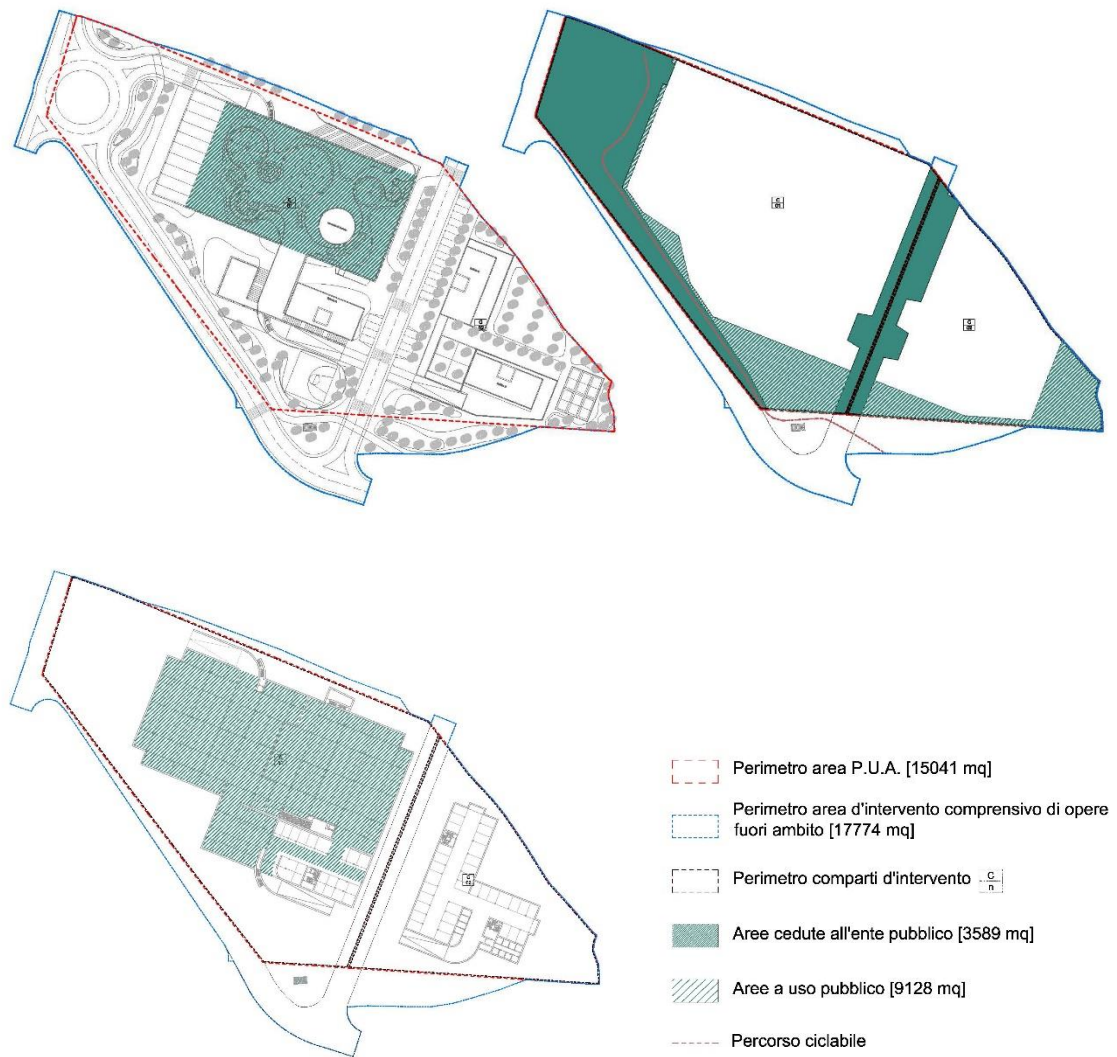 Perimetro area P.U.A. [15041 mq]
Perimetro area d'intervento comprensivo di opere
fuori ambito [17774 mq]
Perimetro comparti d'intervento
C
n
Aree cedute all'ente pubblico [3589 mq]
Aree a uso pubblico [9128 mq]
Percorso ciclabile